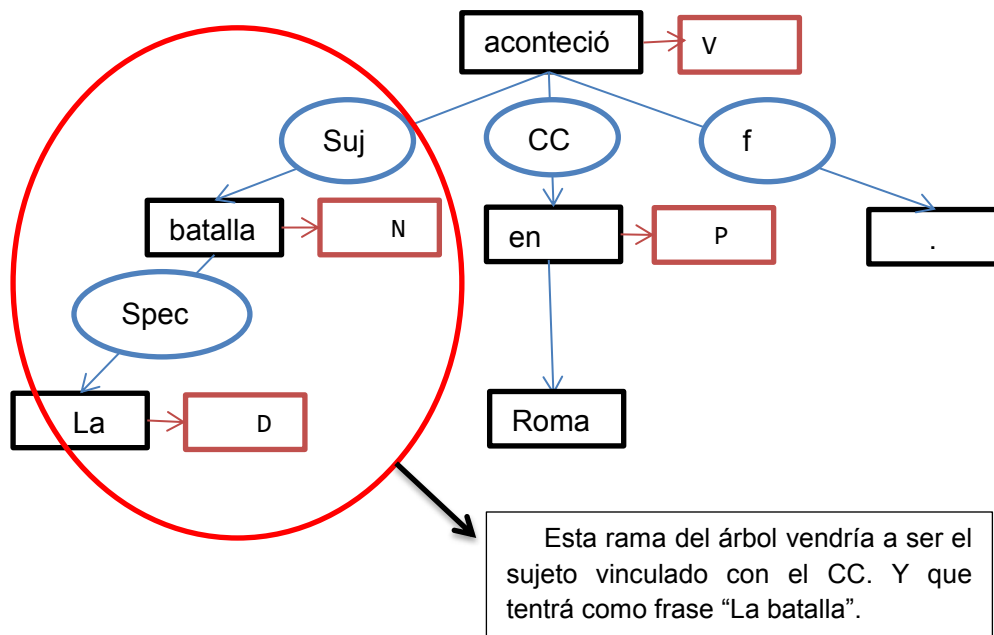 aconteció V
Suj CC f
batalla N en P .
Spec
La D Roma
Esta rama del árbol vendría a ser el
sujeto vinculado con el CC. Y que
tentrá como frase “La batalla”.